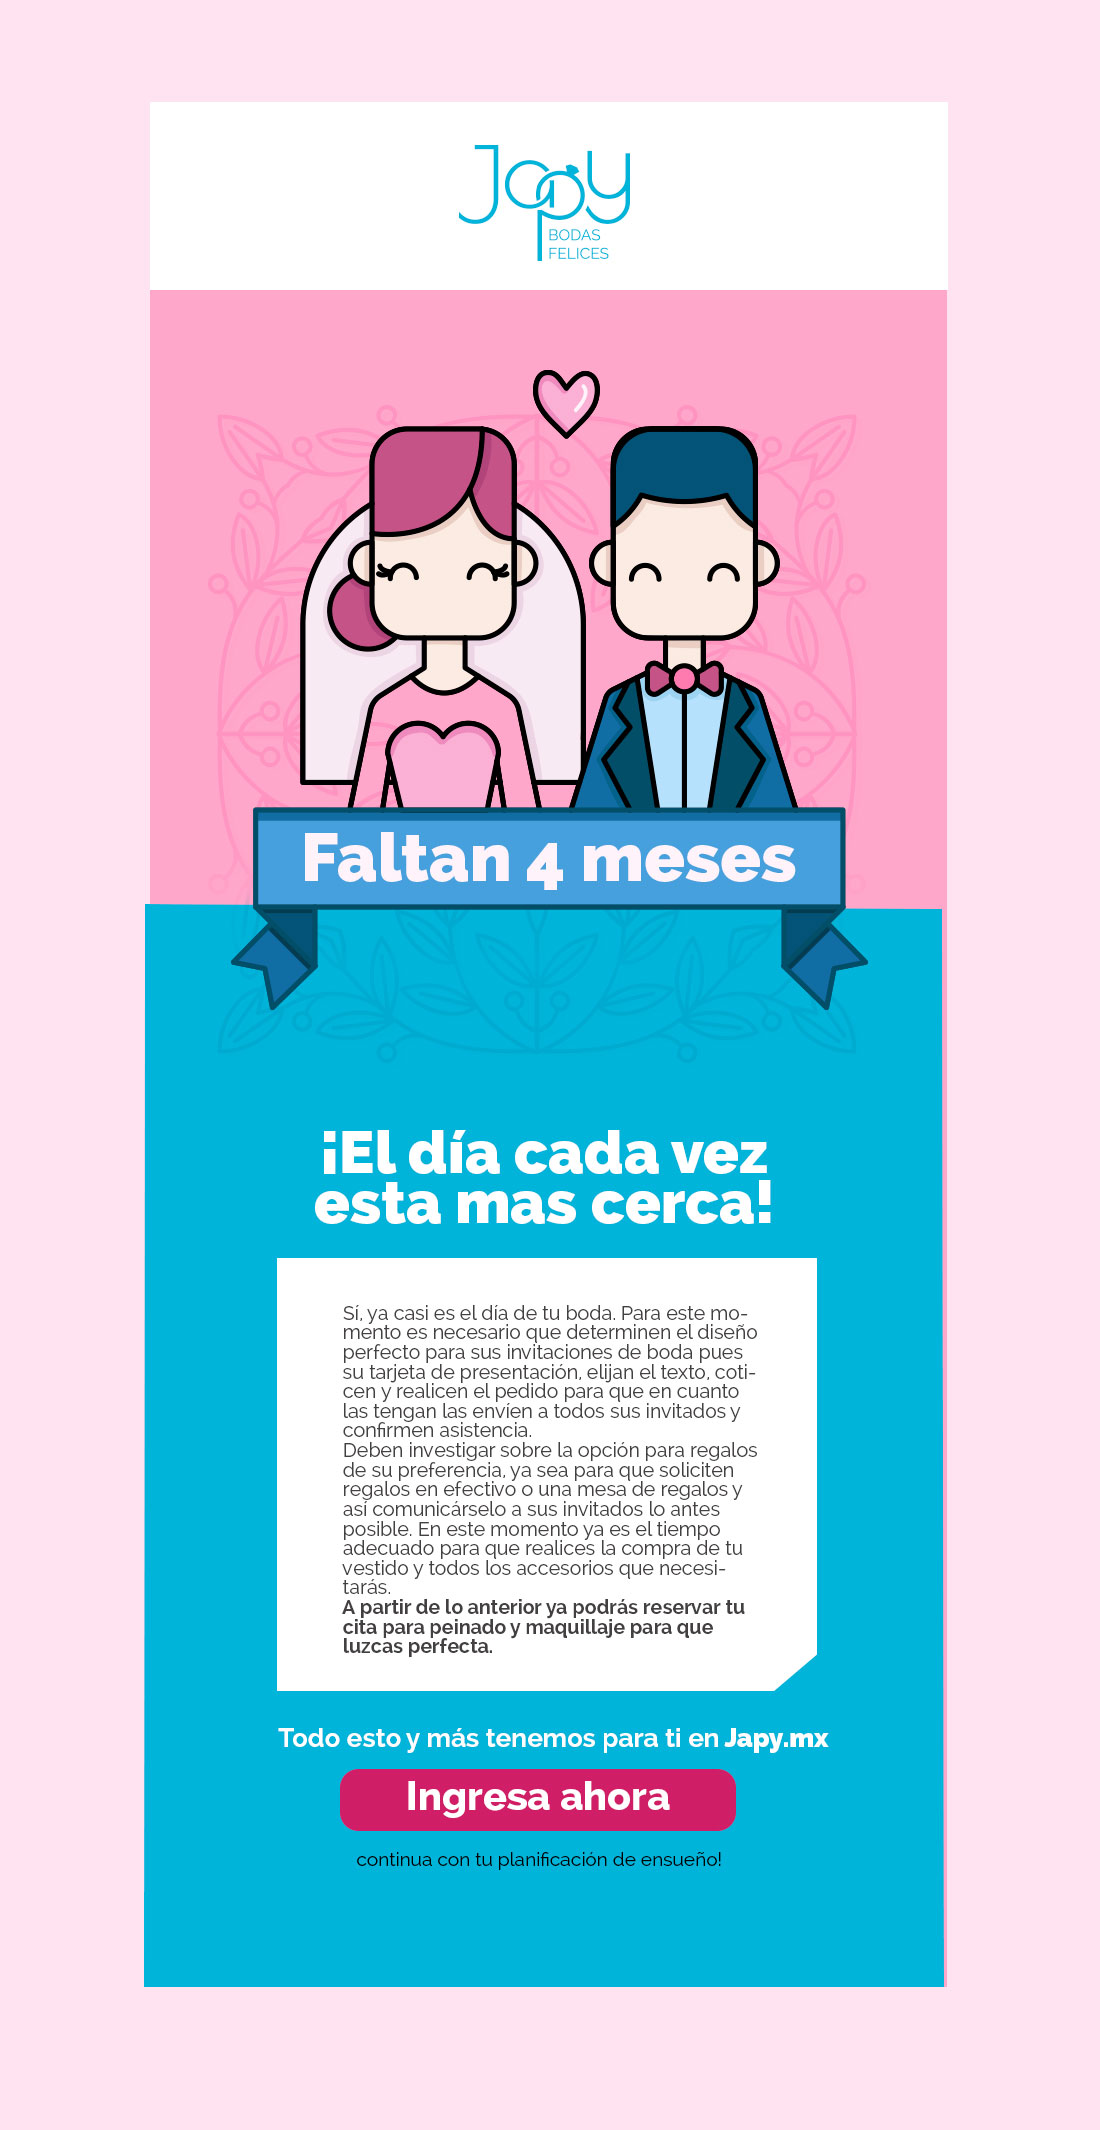 Japy
BODAS
FELICES
Faltan 4 meses
¡El día cada vez
esta mas cerca!
Sí, ya casi es el día de tu boda. Para este mo-
mento es necesario que determinen el diseño
perfecto para sus invitaciones de boda pues
su tarjeta de presentación, elijan el texto, coti-
cen y realicen el pedido para que en cuanto
las tengan las envíen a todos sus invitados y
confirmen asistencia.
Deben investigar sobre la opción para regalos
de su preferencia, ya sea para que soliciten
regalos en efectivo o una mesa de regalos y
así comunicárselo a sus invitados lo antes
posible. En este momento ya es el tiempo
adecuado para que realices la compra de tu
vestido y todos los accesorios que necesi-
tarás.
A partir de lo anterior ya podrás reservar tu
cita para peinado y maquillaje para que
luzcas perfecta.
Todo esto y más tenemos para ti en Japy.mx
Ingresa ahora
continua con tu planificación de ensueño!